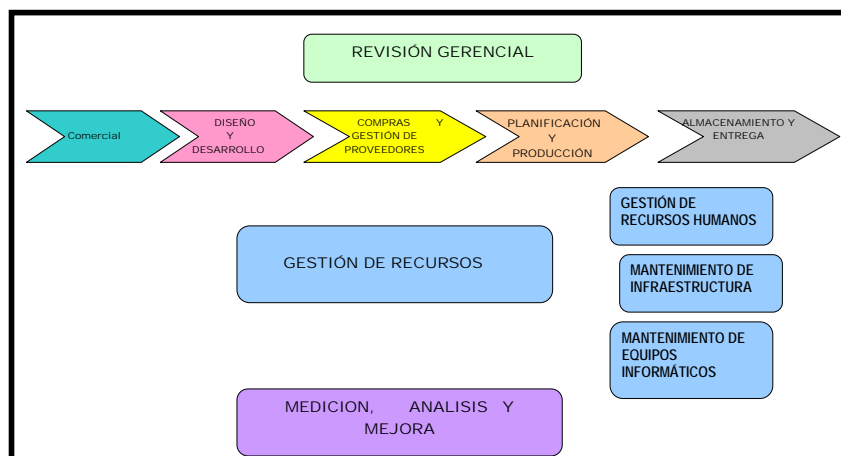 REVISIÓN GERENCIAL
Comercial
DISEÑO
Y
DESARROLLO
COMPRAS Y
GESTIÓN DE
PROVEEDORES
PLANIFICACIÓN
Y
PRODUCCIÓN
ALMACENAMIENTO Y
ENTREGA
GESTIÓN DE RECURSOS
GESTIÓN DE
RECURSOS HUMANOS
MANTENIMIENTO DE
INFRAESTRUCTURA
MANTENIMIENTO DE
EQUIPOS
INFORMÁTICOS
MEDICION, ANALISIS Y
MEJORA